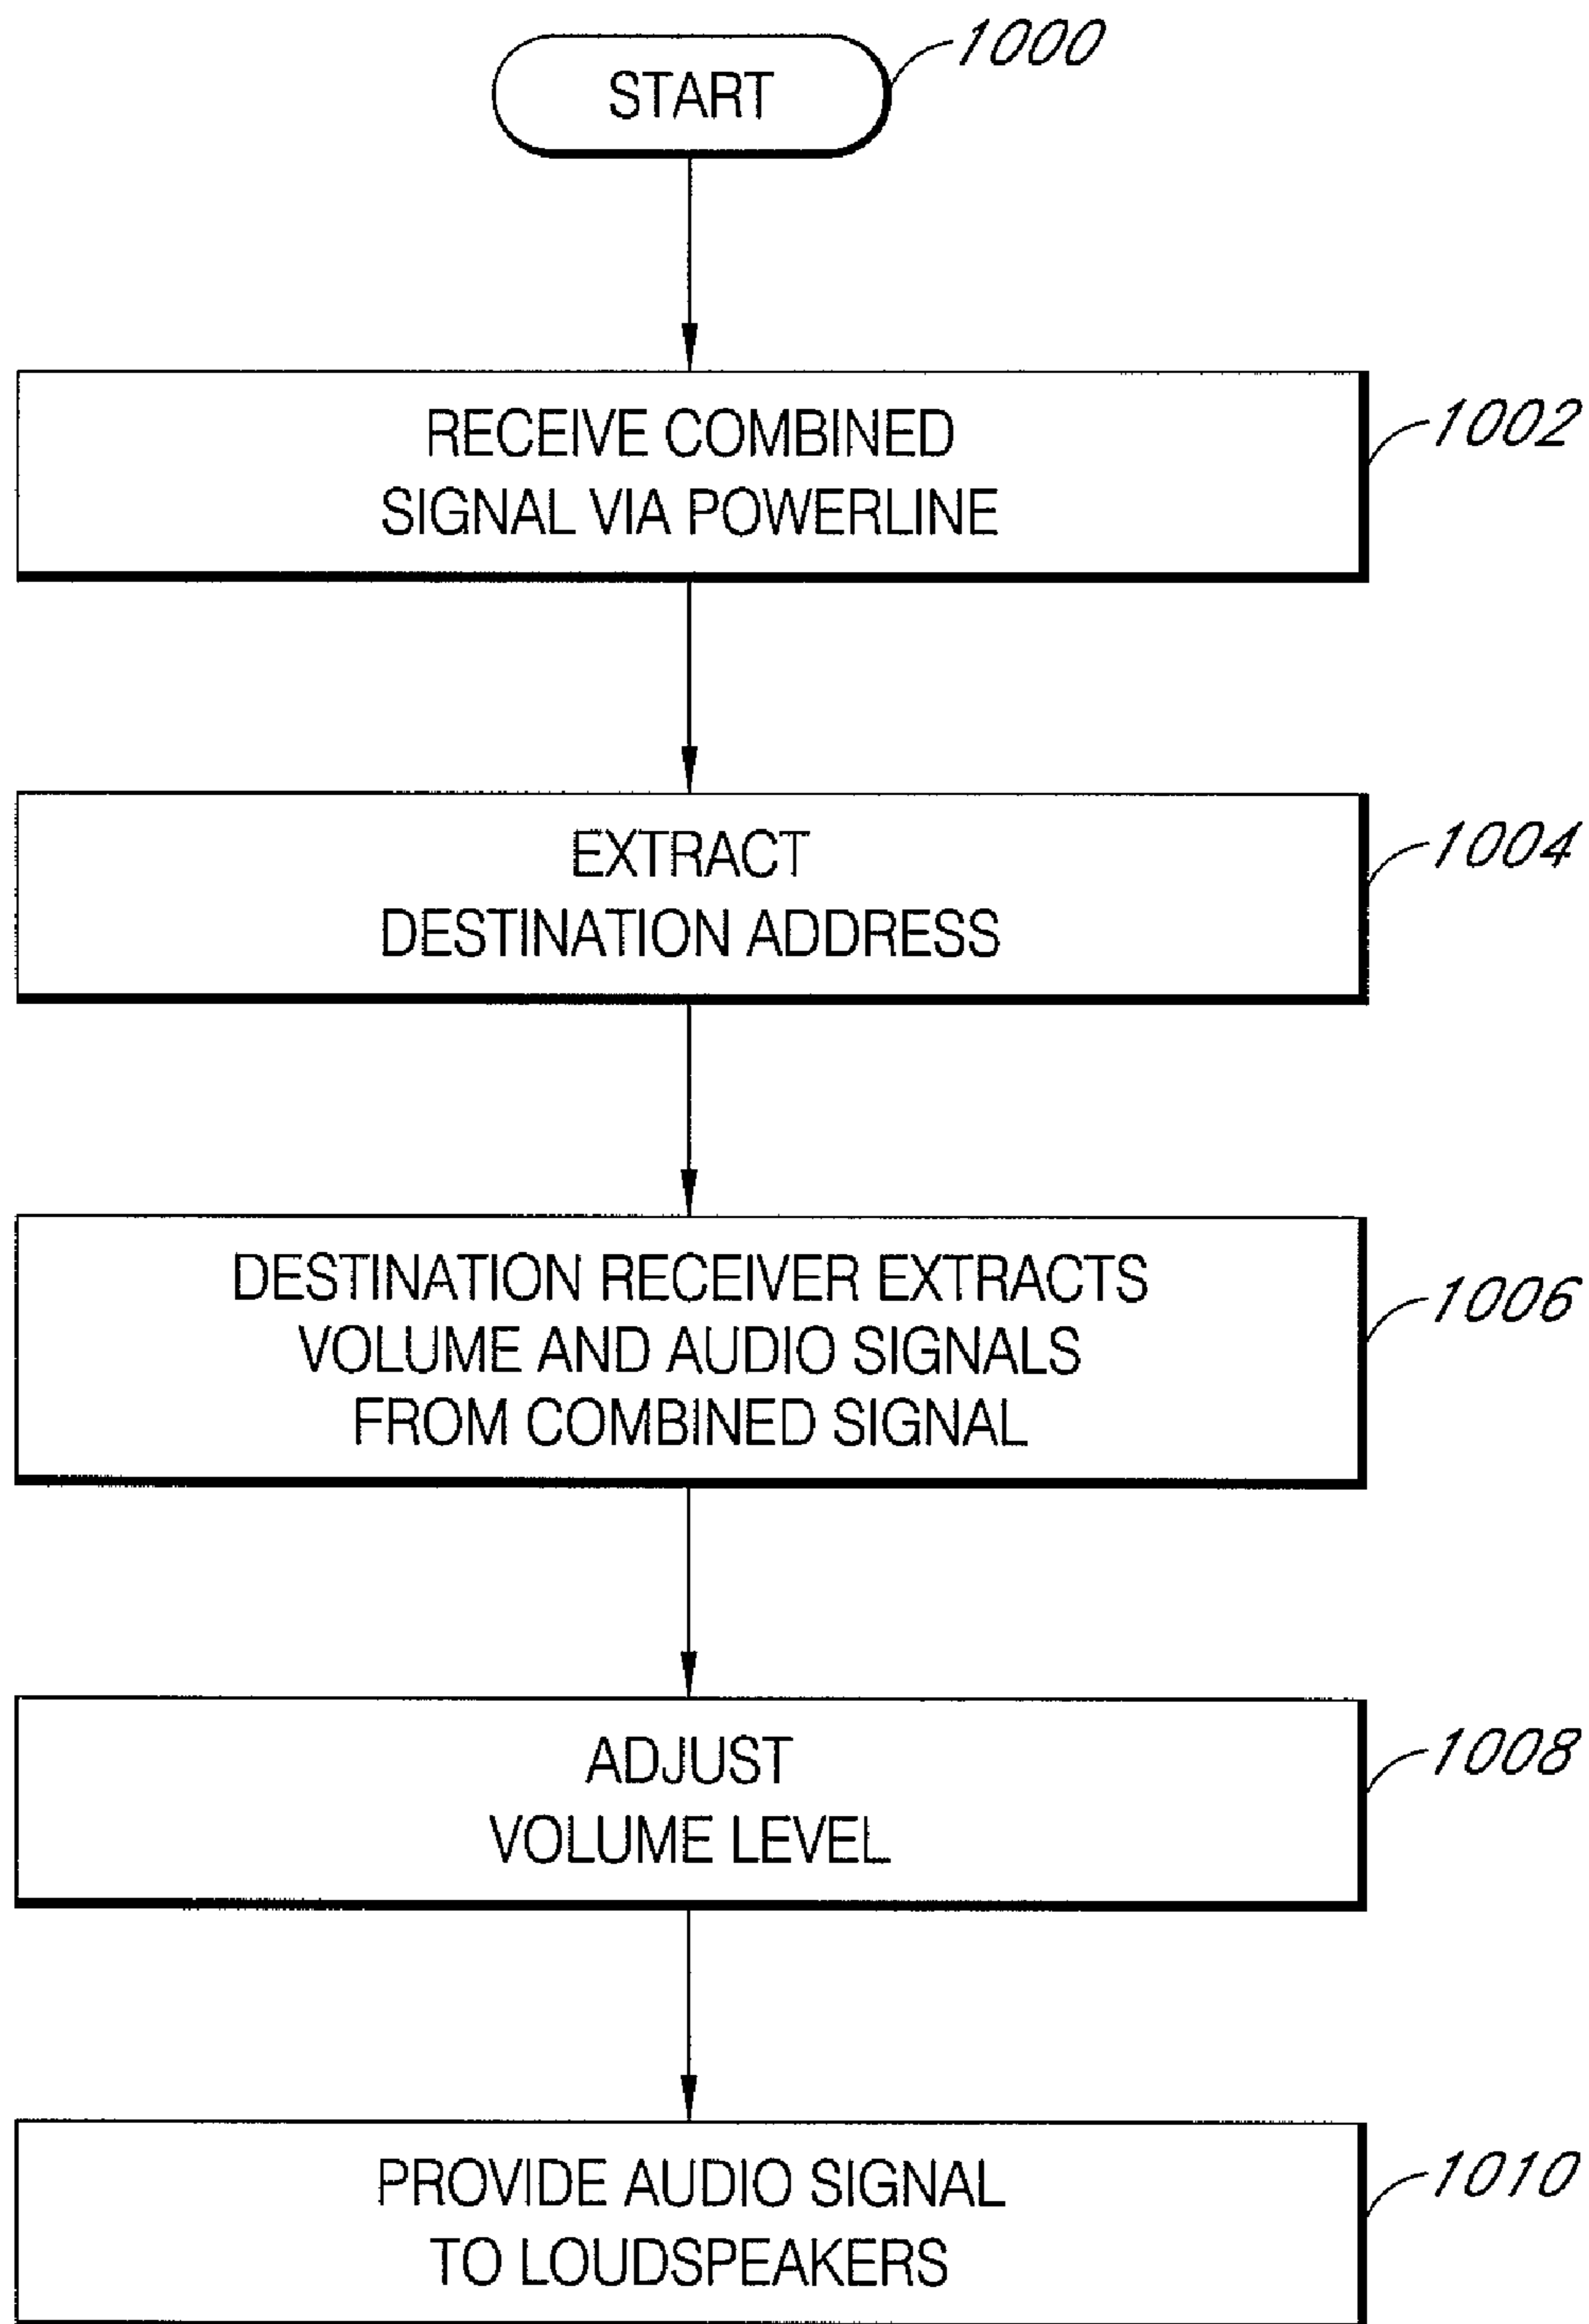 START
1000
RECEIVE COMBINED
SIGNAL VIA POWERLINE
1002
EXTRACT
DESTINATION ADDRESS
1004
DESTINATION RECEIVER EXTRACTS
VOLUME AND AUDIO SIGNALS
FROM COMBINED SIGNAL
1006
ADJUST
VOLUME LEVEL
1008
PROVIDE AUDIO SIGNAL
TO LOUDSPEAKERS
1010